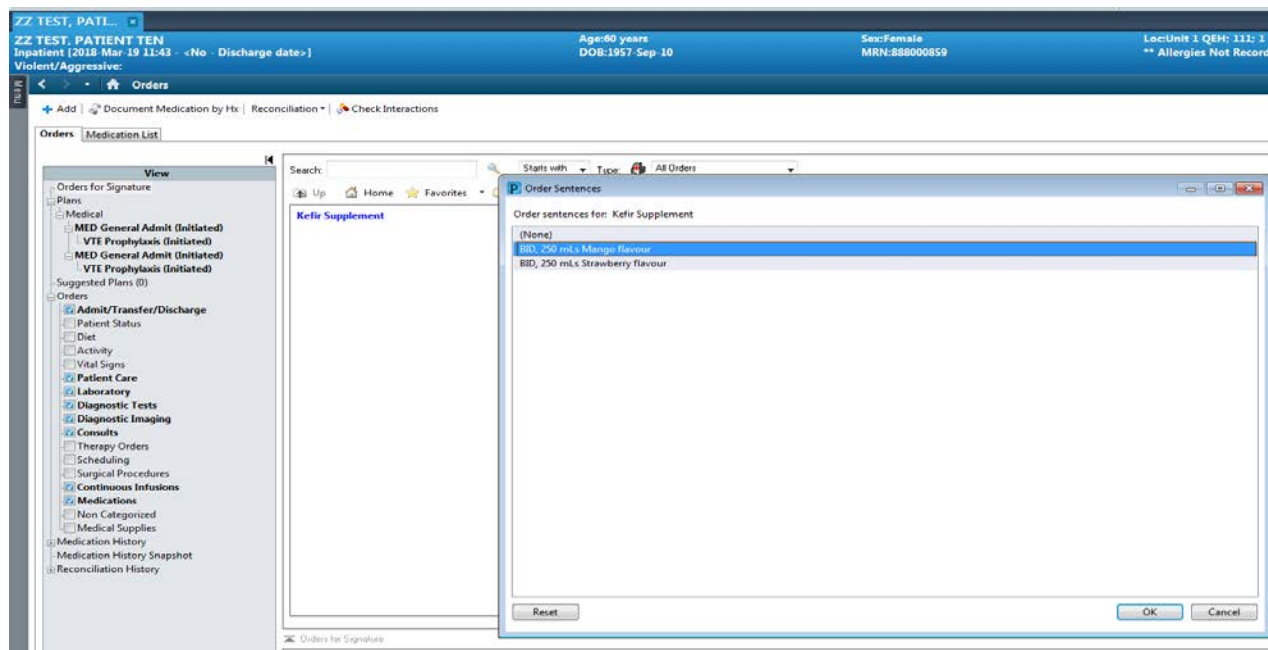 ZZ TEST, PATI...
ZZ TEST, PATIENT TEN
Age:60 years
Sex:Female
Loc:Unit 1 QEH; 111; 1
Inpatient [2018-Mar-19 11:43 - <No - Discharge date>]
DOB:1957-Sep-10
MRN:888000859
** Allergies Not Record
Violent/Aggressive:
Menu
Orders
Add
Document Medication by Hx
Reconciliation
Check Interactions
Orders
Medication List
View
Orders for Signature
Plans
Medical
MED General Admit (Initiated)
VTE Prophylaxis (Initiated)
MED General Admit (Initiated)
VTE Prophylaxis (Initiated)
Suggested Plans (0)
Orders
Admit/Transfer/Discharge
Patient Status
Diet
Activity
Vital Signs
Patient Care
Laboratory
Diagnostic Tests
Diagnostic Imaging
Consults
Therapy Orders
Scheduling
Surgical Procedures
Continuous Infusions
Medications
Non Categorized
Medical Supplies
Medication History
Medication History Snapshot
Reconciliation History
Search:
Starts with
Type:
All Orders
Up
Home
Favorites
Kefir Supplement
Orders for Signature
P Order Sentences
Order sentences for: Kefir Supplement
(None)
BID, 250 mLs Mango flavour
BID, 250 mLs Strawberry flavour
Reset
OK
Cancel